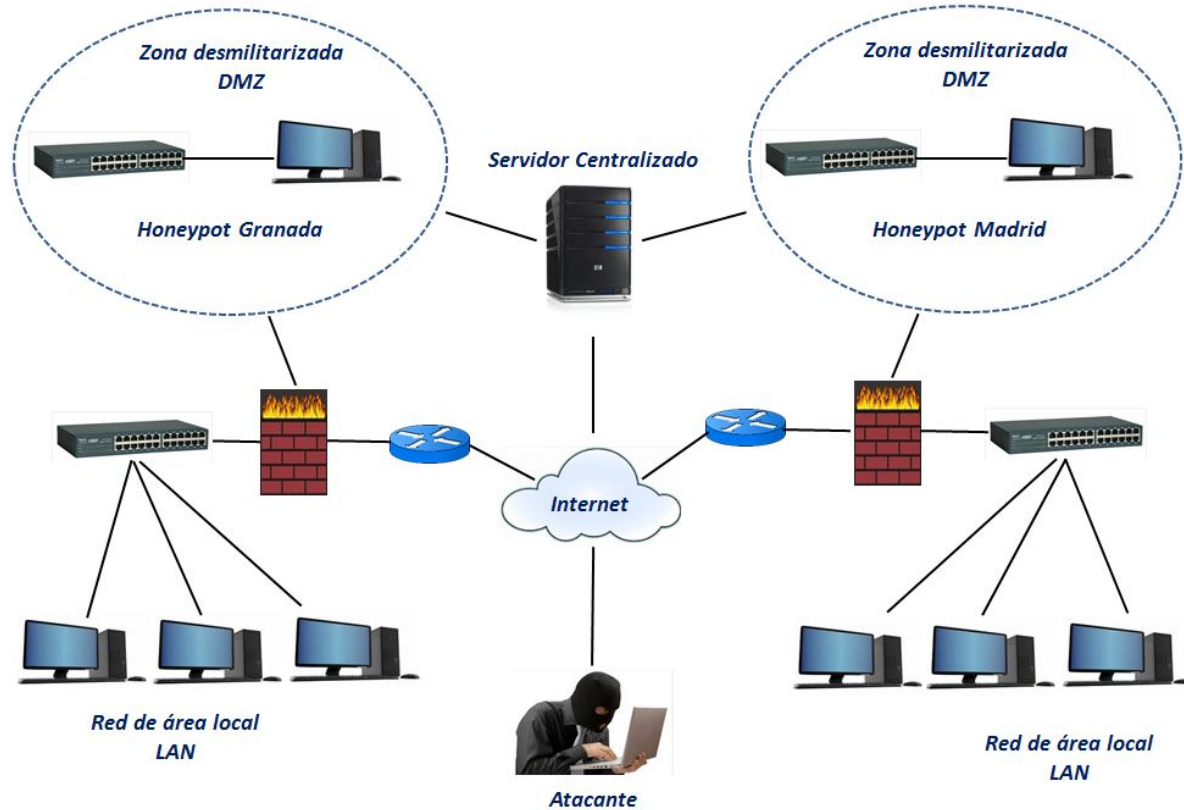 Zona desmilitarizada
DMZ
Honeypot Granada
Servidor Centralizado
Zona desmilitarizada
DMZ
Honeypot Madrid
Internet
Red de área local
LAN
Atacante
Red de área local
LAN